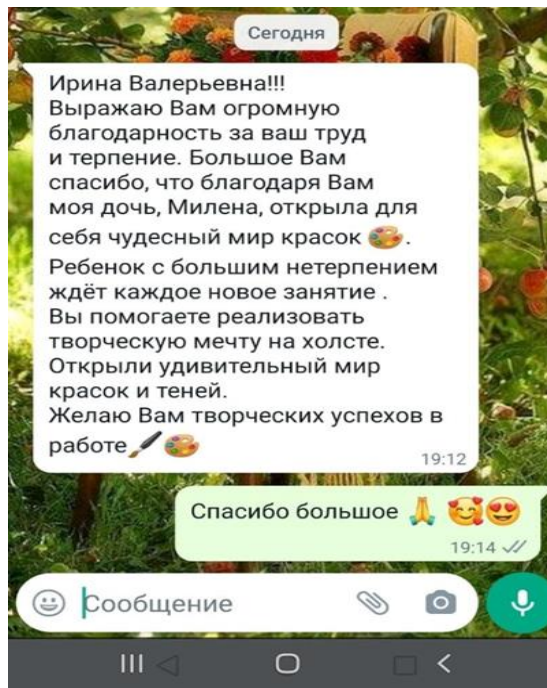 Сегодня
Ирина Валерьевна!!!
Выражаю Вам огромную
благодарность за ваш труд
и терпение. Большое Вам
спасибо, что благодаря Вам
моя дочь, Милена, открыла для
себя чудесный мир красок 🎨.
Ребенок с большим нетерпением
ждёт каждое новое занятие .
Вы помогаете реализовать
творческую мечту на холсте.
Открыли удивительный мир
красок и теней.
Желаю Вам творческих успехов в
работе🖌️🎨
19:12
Спасибо большое 🙏 🥰😍
19:14
Сообщение